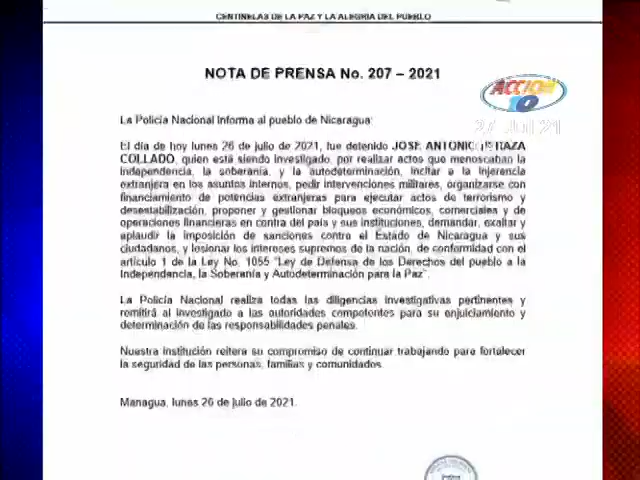 CENTINELAS DE LA PAZ Y LA ALEGRÍA DEL PUEBLO
NOTA DE PRENSA No. 207 – 2021
ACCION
10
27 Jul 21
La Policía Nacional informa al pueblo de Nicaragua:
El día de hoy lunes 26 de julio de 2021, fue detenido JOSE ANTONIO PERAZA
COLLADO, quien está siendo investigado, por realizar actos que menoscaban la
independencia, la soberanía, y la autodeterminación, incitar a la injerencia
extranjera en los asuntos internos, pedir intervenciones militares, organizarse con
financiamiento de potencias extranjeras para ejecutar actos de terrorismo y
desestabilización, proponer y gestionar bloqueos económicos, comerciales y de
operaciones financieras en contra del país y sus instituciones, demandar, exaltar y
aplaudir la imposición de sanciones contra el Estado de Nicaragua y sus
ciudadanos, y lesionar los intereses supremos de la nación, de conformidad con el
artículo 1 de la Ley No. 1055 "Ley de Defensa de los Derechos del pueblo a la
Independencia, la Soberanía y Autodeterminación para la Paz".
La Policía Nacional realiza todas las diligencias investigativas pertinentes y
remitirá al investigado a las autoridades competentes para su enjuiciamiento y
determinación de las responsabilidades penales.
Nuestra institución reitera su compromiso de continuar trabajando para fortalecer
la seguridad de las personas, familias y comunidades.
Managua, lunes 26 de julio de 2021.